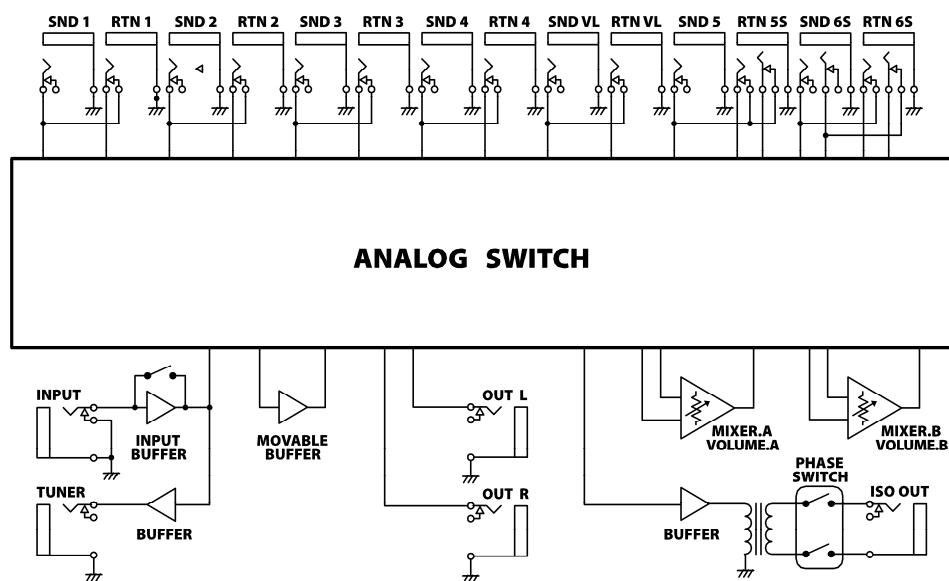 SND 1 RTN 1 SND 2 RTN 2 SND 3 RTN 3 SND 4 RTN 4 SND VL RTN VL SND 5 RTN 5S SND 6S RTN 6S
ANALOG SWITCH
INPUT
INPUT
BUFFER
MOVABLE
BUFFER
OUT L
MIXER.A
VOLUME.A
MIXER.B
VOLUME.B
TUNER
BUFFER
OUT R
BUFFER
PHASE
SWITCH
ISO OUT